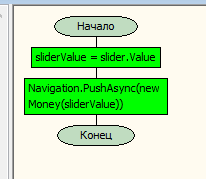 Начало
sliderValue = slider.Value
Navigation.PushAsync(new
Money(sliderValue))
Конец